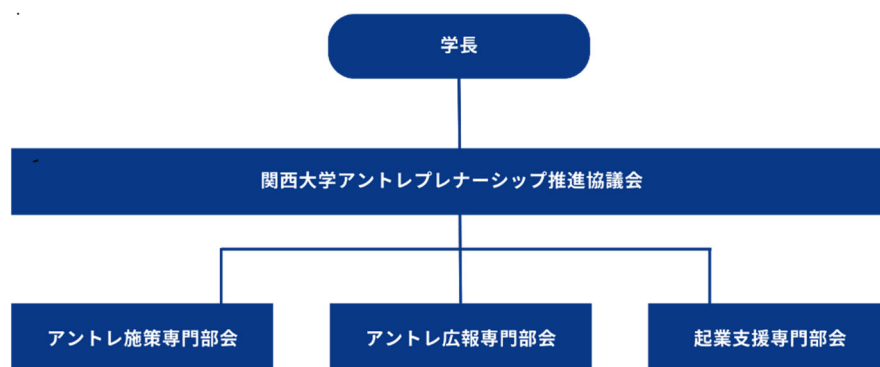 学長
関西大学アントレプレナーシップ推進協議会
アントレ施策専門部会
アントレ広報専門部会
起業支援専門部会